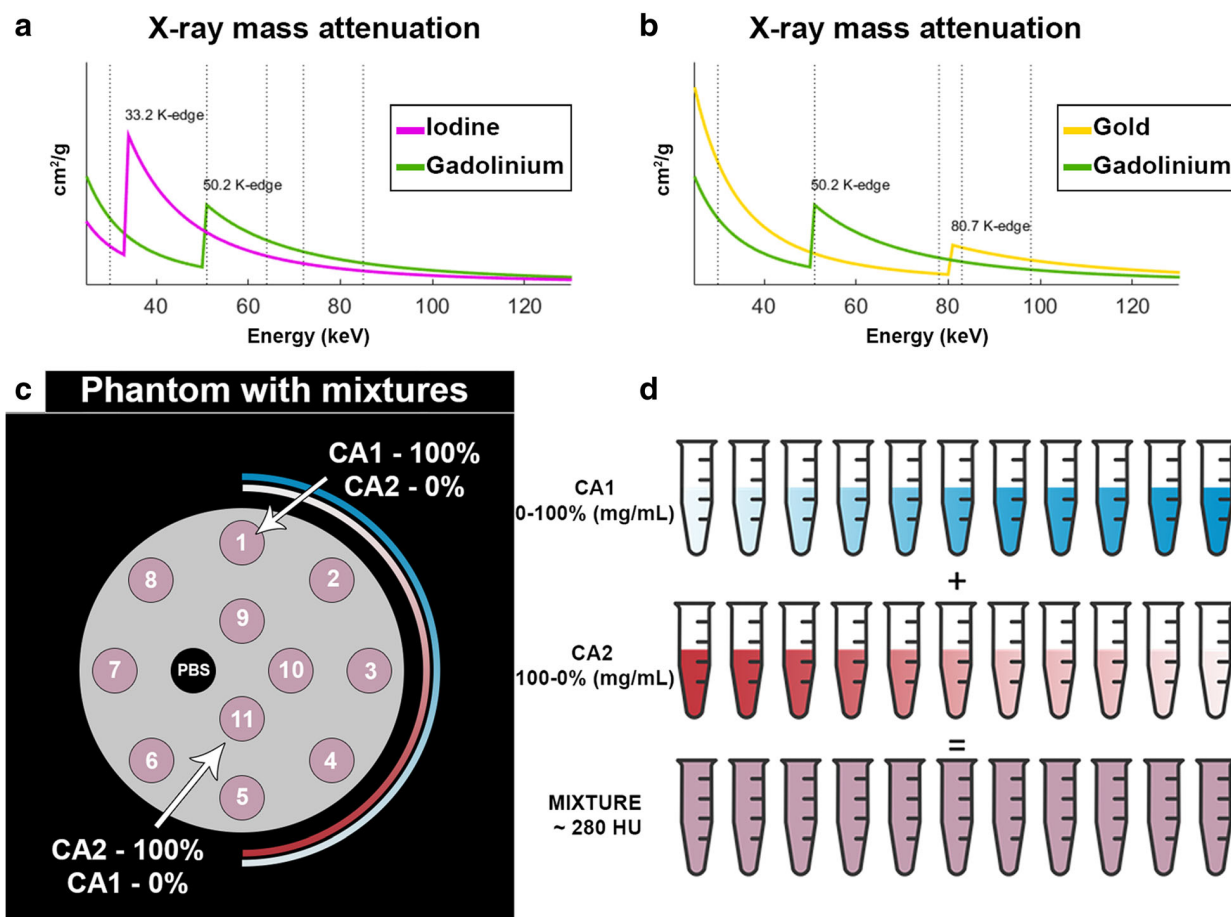 a
X-ray mass attenuation
cm²/g
33.2 K-edge
50.2 K-edge
Iodine
Gadolinium
40
60
80
100
120
Energy (keV)
b
X-ray mass attenuation
cm²/g
50.2 K-edge
80.7 K-edge
Gold
Gadolinium
40
60
80
100
120
Energy (keV)
c
Phantom with mixtures
CA1 - 100%
CA2 - 0%
1
2
3
4
5
6
7
8
9
10
11
PBS
CA2 - 100%
CA1 - 0%
d
CA1
0-100% (mg/mL)
+
CA2
100-0% (mg/mL)
=
MIXTURE
~ 280 HU